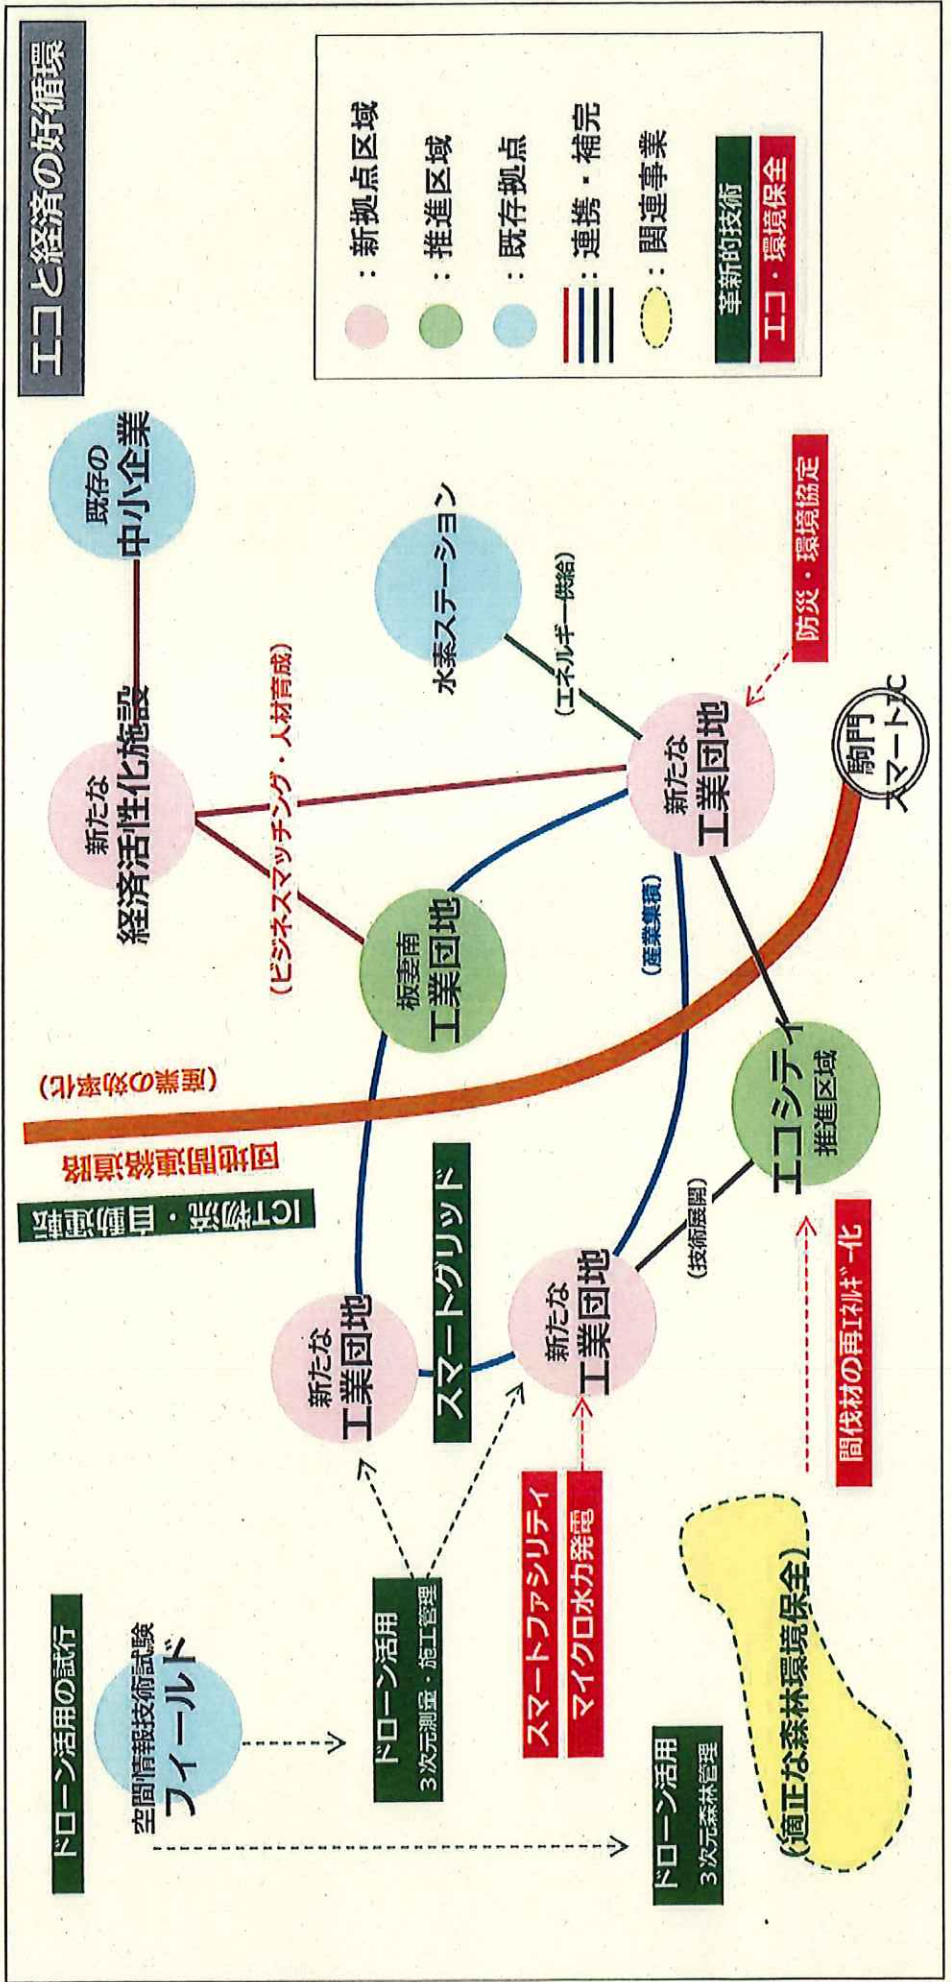 エコと経済の好循環
ドローン活用の試行
空間情報技術試験
フィールド
ドローン活用
3次元測量・施工管理
ドローン活用
3次元森林管理
(適正な森林環境保全)
スマートファシリティ
マイクロ水力発電
間伐材の再エネルギー化
新たな
工業団地
スマートグリッド
新たな
工業団地
(技術展開)
エコシティ
推進区域
ICT物流・自動運転
団地間連絡道路
(産業の効率化)
板妻南
工業団地
(産業集積)
新たな
工業団地
駒門
スマートIC
防災・環境協定
(エネルギー供給)
水素ステーション
(ビジネスマッチング・人材育成)
新たな
経済活性化施設
既存の
中小企業
:新拠点区域
:推進区域
:既存拠点
:連携・補完
:関連事業
革新的技術
エコ・環境保全